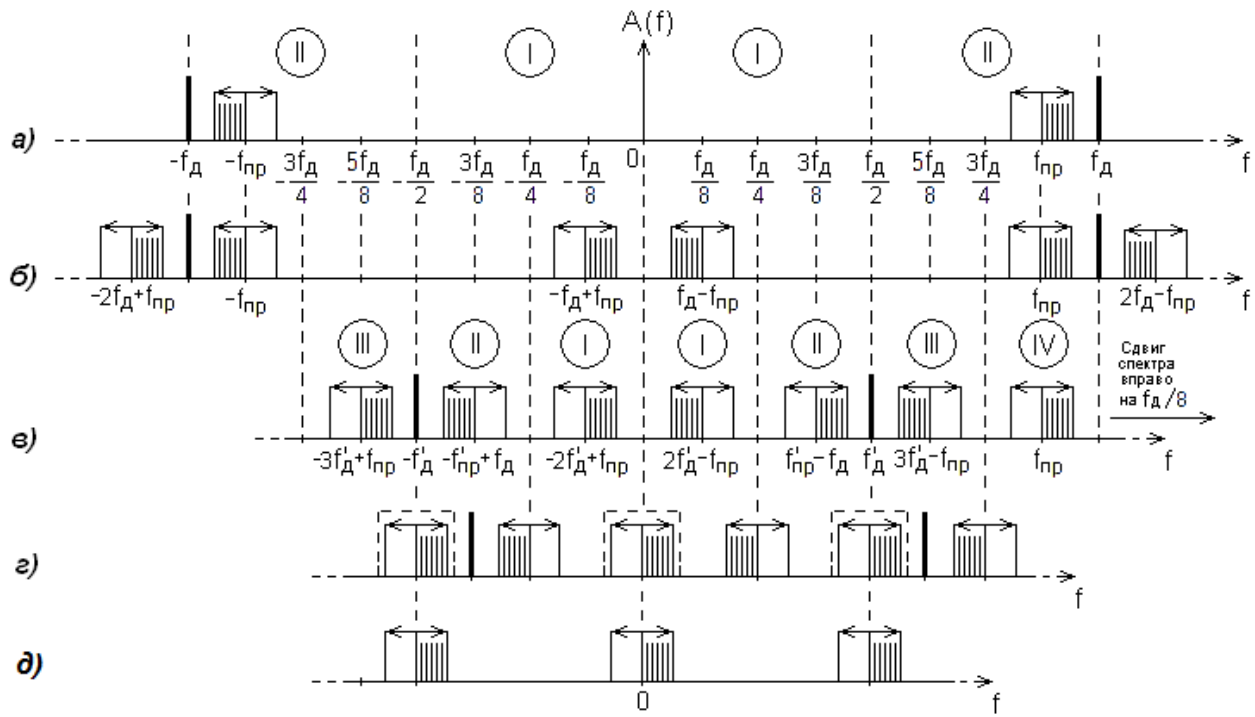 A(f)
II I I II
а)
-fд -fпр -3fд/4 -5fд/8 -fд/2 -3fд/8 -fд/4 -fд/8 0 fд/8 fд/4 3fд/8 fд/2 5fд/8 3fд/4 fпр fд f
б)
-2fд+fпр -fпр -fд+fпр fд-fпр fпр 2fд-fпр f
III II I I II III IV
Сдвиг
спектра
вправо
на fд/8
в)
-3f'д+fпр -f'д -f'пр+fд -2f'д+fпр 2f'д-fпр f'пр-fд f'д 3f'д-fпр fпр f
г)
f
д)
0 f